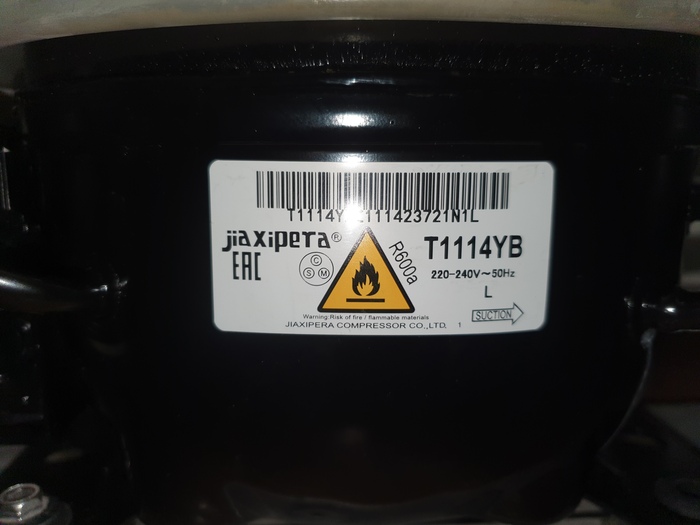 111423721N1L
jiaxipera®
EAC
C
S M
R600a
T1114YB
220-240V~50Hz
L
SUCTION
Warning:Risk of fire / flammable materials
JIAXIPERA COMPRESSOR CO.,LTD. 1